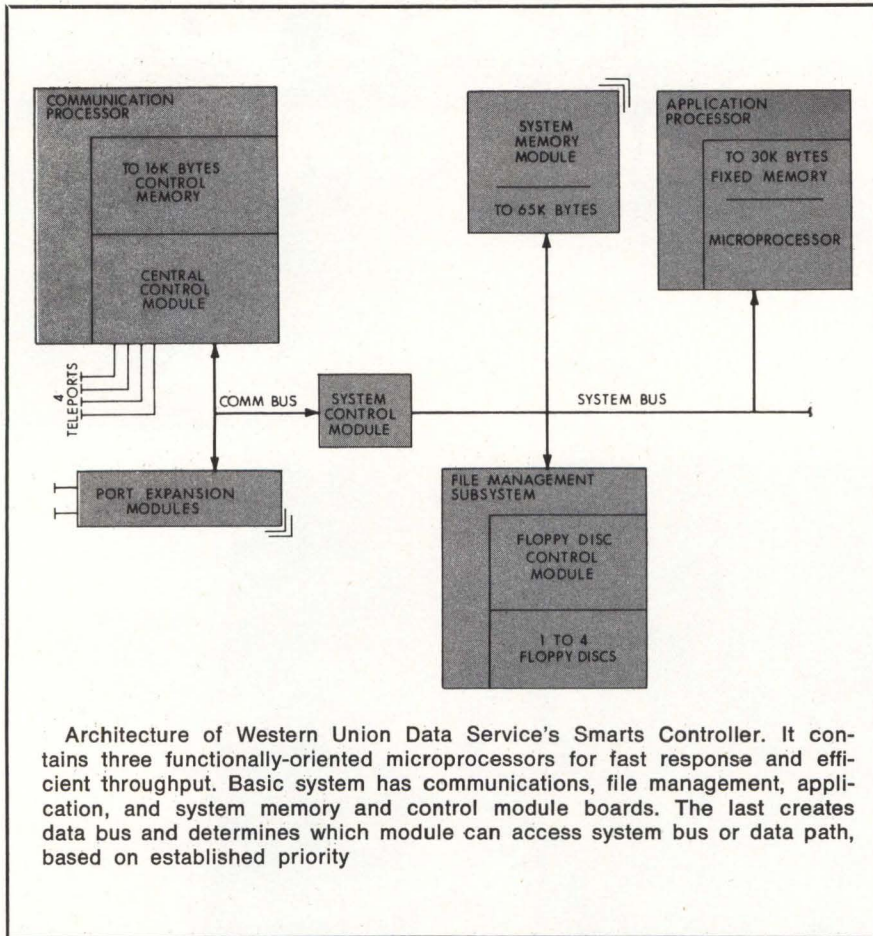 COMMUNICATION
PROCESSOR
TO 16K BYTES
CONTROL
MEMORY
CENTRAL
CONTROL
MODULE
4
TELEPORTS
COMM BUS
PORT EXPANSION
MODULES
SYSTEM
CONTROL
MODULE
SYSTEM
MEMORY
MODULE
TO 65K BYTES
APPLICATION
PROCESSOR
TO 30K BYTES
FIXED MEMORY
MICROPROCESSOR
SYSTEM BUS
FILE MANAGEMENT
SUBSYSTEM
FLOPPY DISC
CONTROL
MODULE
1 TO 4
FLOPPY DISCS
Architecture of Western Union Data Service's Smarts Controller. It con-
tains three functionally-oriented microprocessors for fast response and effi-
cient throughput. Basic system has communications, file management, appli-
cation, and system memory and control module boards. The last creates
data bus and determines which module can access system bus or data path,
based on established priority